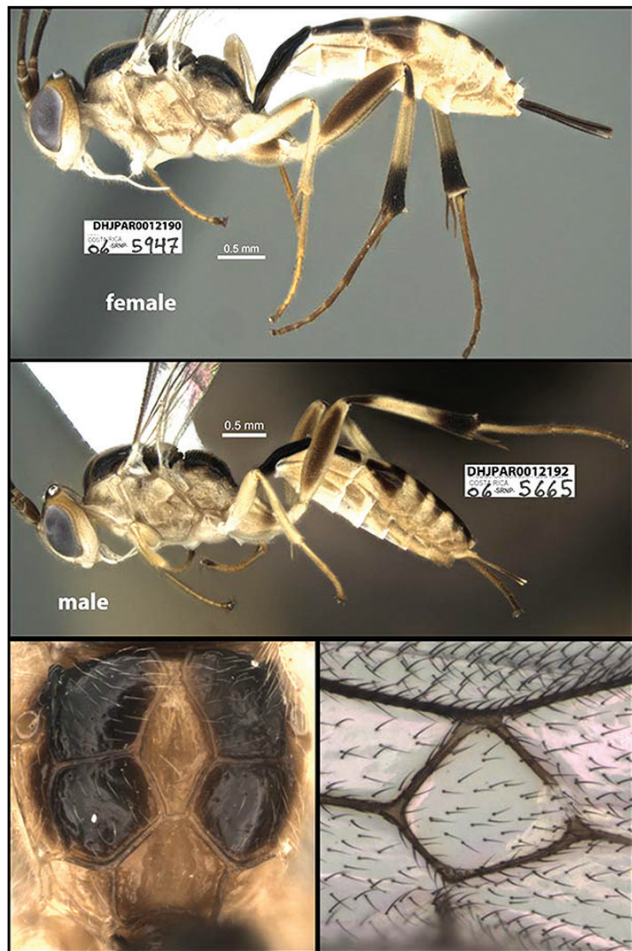 DHJPAR0012190
COSTA RICA
06 SRNP. 5947
0.5 mm
female
0.5 mm
DHJPAR0012192
COSTA RICA
06 SRNP. 5665
male